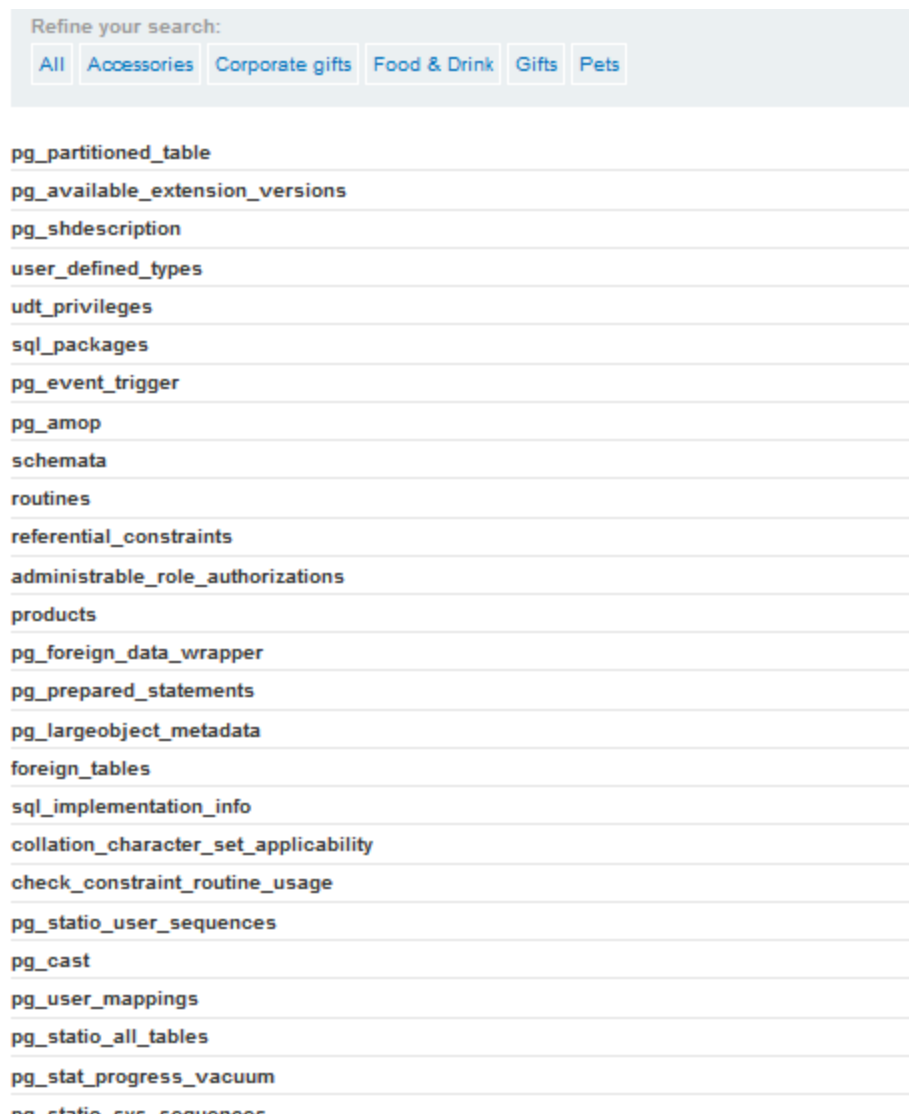 Refine your search:
All Accessories Corporate gifts Food & Drink Gifts Pets
pg_partitioned_table
pg_available_extension_versions
pg_shdescription
user_defined_types
udt_privileges
sql_packages
pg_event_trigger
pg_amop
schemata
routines
referential_constraints
administrable_role_authorizations
products
pg_foreign_data_wrapper
pg_prepared_statements
pg_largeobject_metadata
foreign_tables
sql_implementation_info
collation_character_set_applicability
check_constraint_routine_usage
pg_statio_user_sequences
pg_cast
pg_user_mappings
pg_statio_all_tables
pg_stat_progress_vacuum
pg_statio_sys_sequences